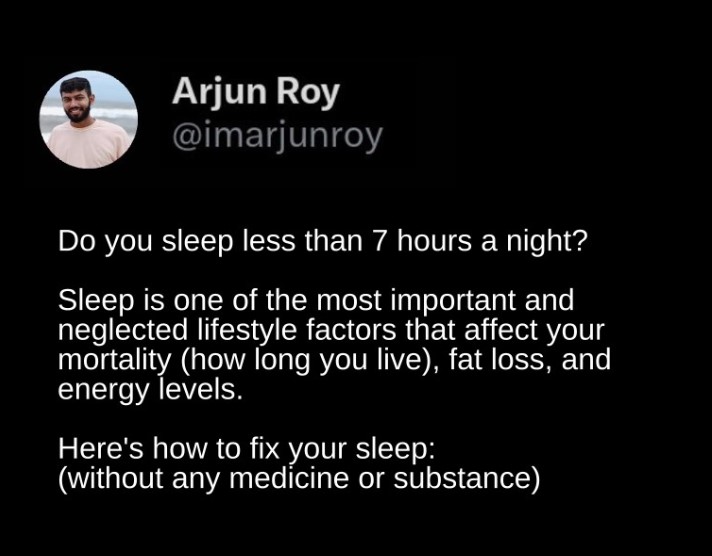 Arjun Roy
@imarjunroy
Do you sleep less than 7 hours a night?
Sleep is one of the most important and
neglected lifestyle factors that affect your
mortality (how long you live), fat loss, and
energy levels.
Here's how to fix your sleep:
(without any medicine or substance)